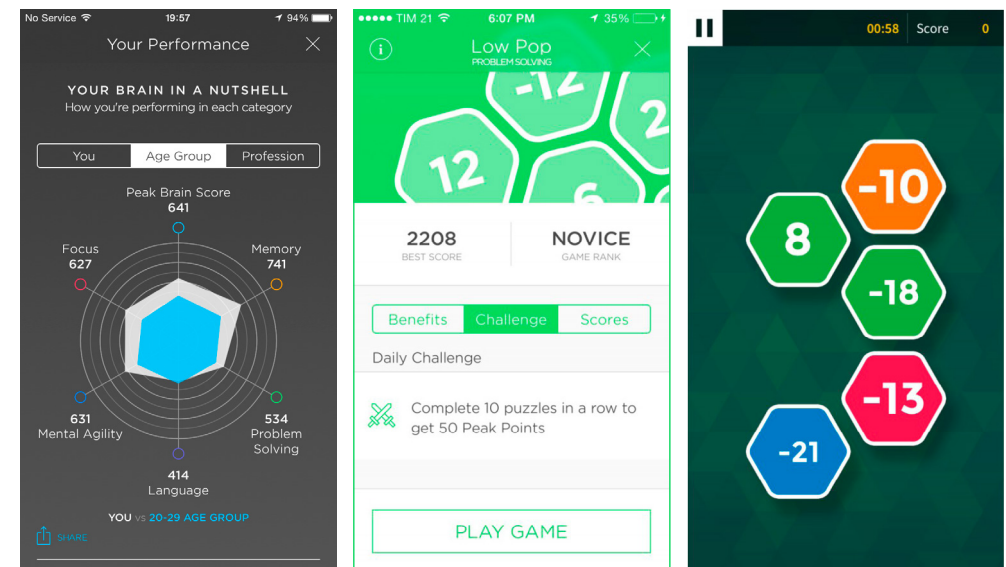 No Service 19:57 94%
Your Performance
YOUR BRAIN IN A NUTSHELL
How you're performing in each category
You Age Group Profession
Peak Brain Score
641
Focus
627
Memory
741
631
Mental Agility
534
Problem
Solving
414
Language
YOU vs 20-29 AGE GROUP
SHARE
TIM 21 6:07 PM 35%
i
Low Pop
PROBLEM SOLVING
-12
2
12
6
2208
BEST SCORE
NOVICE
GAME RANK
Benefits Challenge Scores
Daily Challenge
Complete 10 puzzles in a row to
get 50 Peak Points
PLAY GAME
00:58 Score 0
-10
8
-18
-13
-21